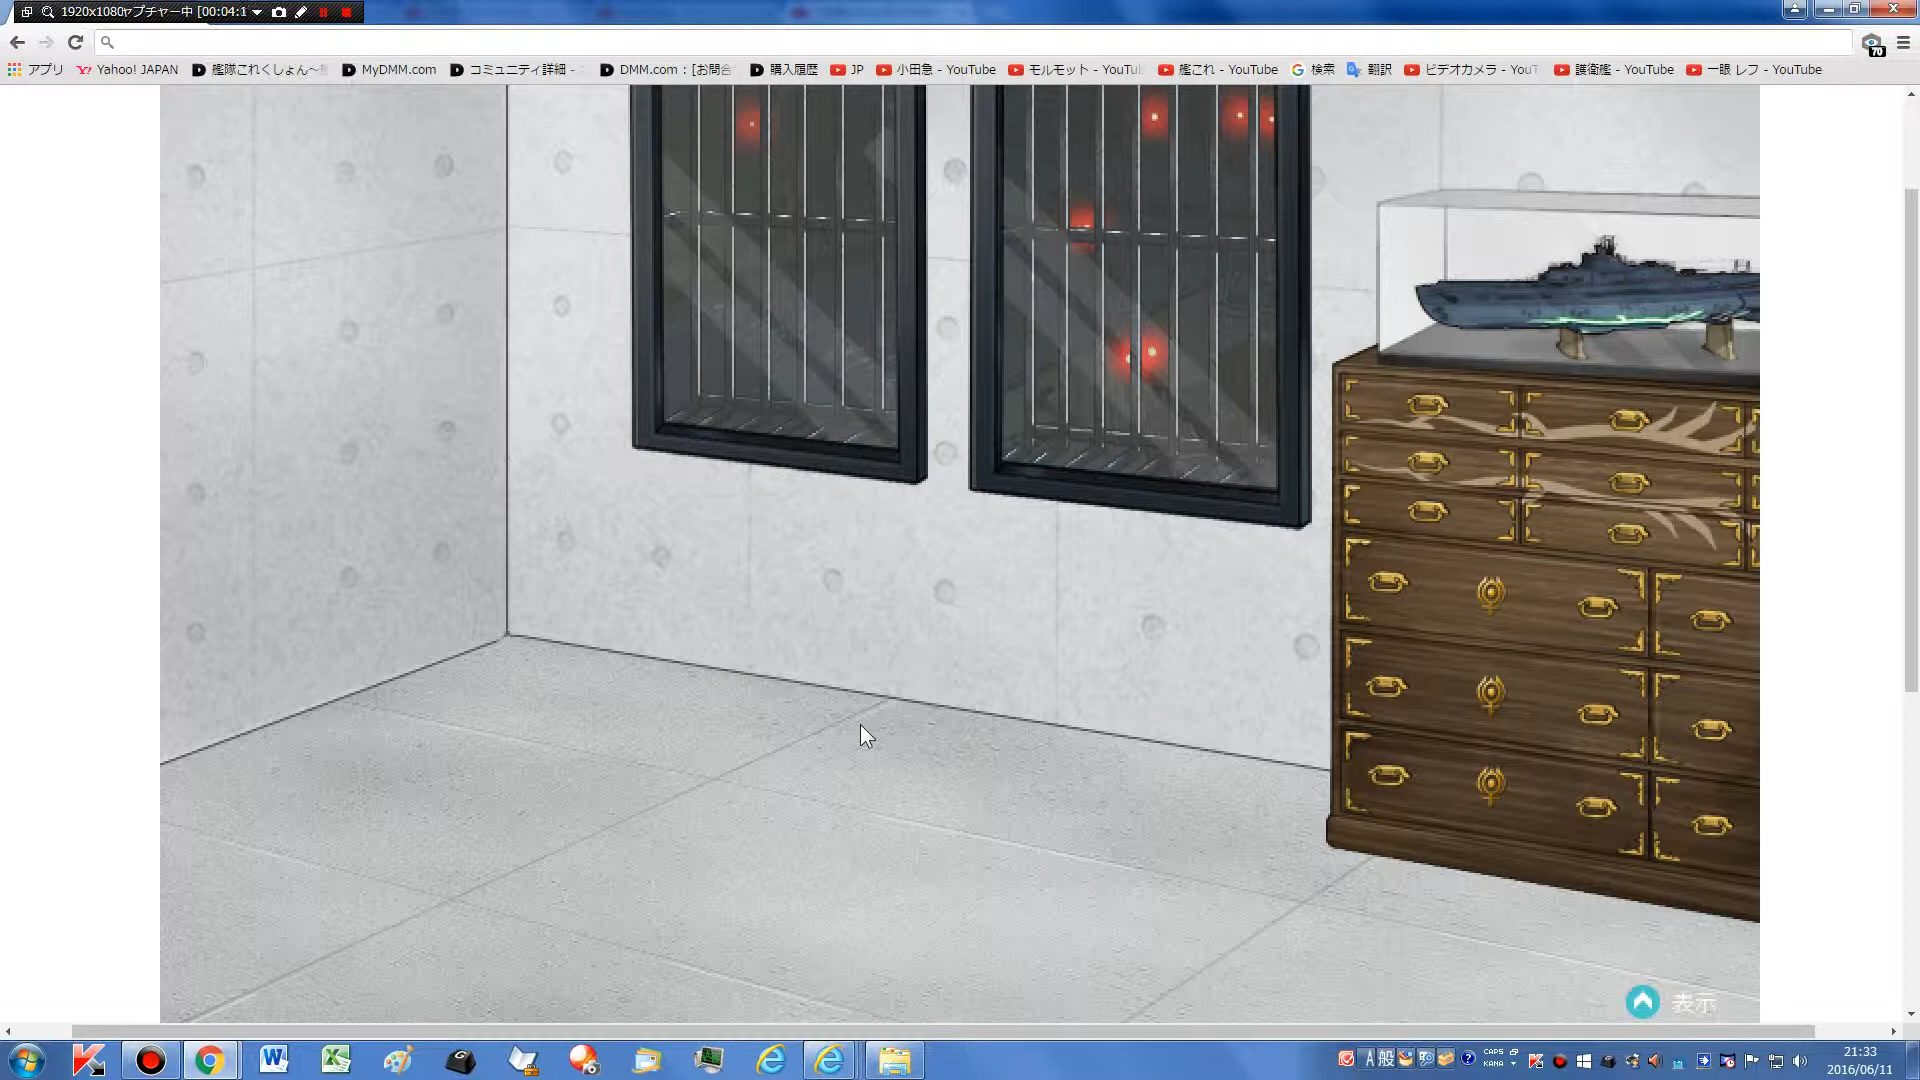 1920x1080ャプチャー中 [00:04:1
アプリ Yahoo! JAPAN 艦隊これくしょん～ MyDMM.com コミュニティ詳細 - DMM.com : [お問合 購入履歴 JP 小田急 - YouTube モルモット - YouTu 艦これ - YouTube 検索 翻訳 ビデオカメラ - YouT 護衛艦 - YouTube 一眼 レフ - YouTube
70
表示
A 般 CAPS KANA
21:33
2016/06/11